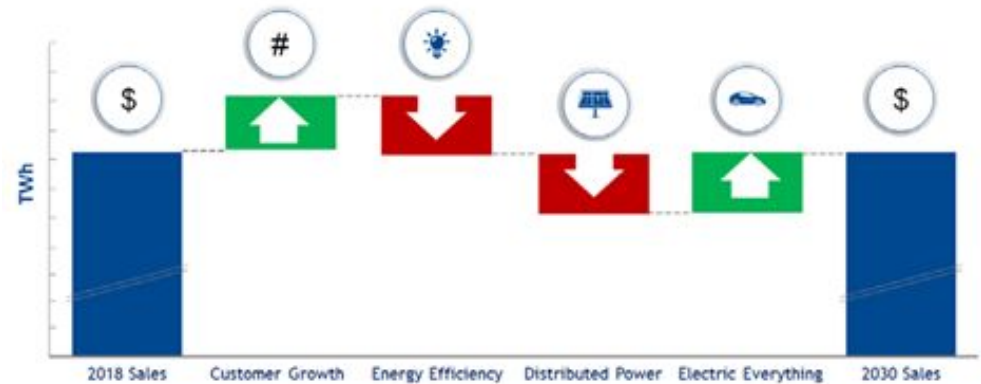 #
$
$
TWh
2018 Sales
Customer Growth
Energy Efficiency
Distributed Power
Electric Everything
2030 Sales